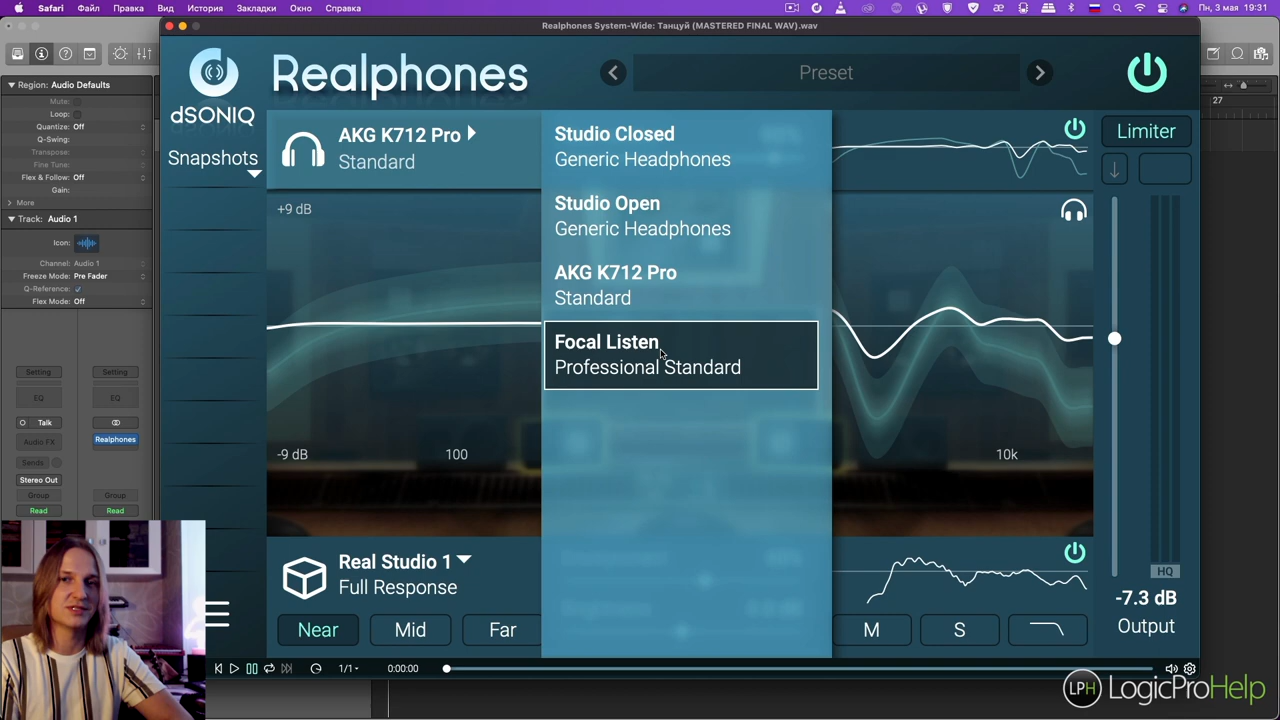 Safari Файл Правка Вид История Закладки Окно Справка
Пн, 3 мая 19:31
Realphones System-Wide: Танцуй (MASTERED FINAL WAV).wav
Region: Audio Defaults
Mute:
Loop:
Quantize: Off
Q-Swing:
Transpose:
Fine Tune:
Flex & Follow: Off
Gain:
More
Track: Audio 1
Icon:
Channel: Audio 1
Freeze Mode: Pre Fader
Q-Reference:
Flex Mode: Off
Setting Setting
EQ EQ
Talk
Audio FX Realphones
Sends
Stereo Out
Group Group
Read Read
dSONIQ
Realphones
Preset
Snapshots
AKG K712 Pro
Standard
Studio Closed
Generic Headphones
Studio Open
Generic Headphones
AKG K712 Pro
Standard
Focal Listen
Professional Standard
Limiter
27
+9 dB
-9 dB 100 10k
HQ
-7.3 dB
Output
Real Studio 1
Full Response
Near Mid Far M S
1/1 0:00:00
LPH LogicProHelp